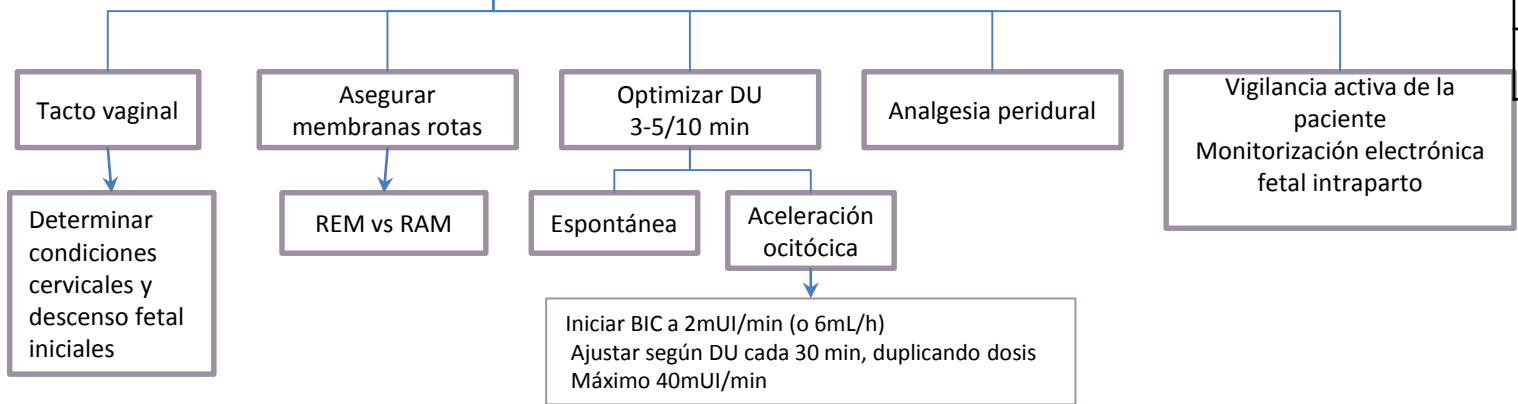 Tacto vaginal
Asegurar
membranas rotas
Optimizar DU
3-5/10 min
Analgesia peridural
Vigilancia activa de la
paciente
Monitorización electrónica
fetal intraparto
Determinar
condiciones
cervicales y
descenso fetal
iniciales
REM vs RAM
Espontánea
Aceleración
ocitócica
Iniciar BIC a 2mUI/min (o 6mL/h)
Ajustar según DU cada 30 min, duplicando dosis
Máximo 40mUI/min